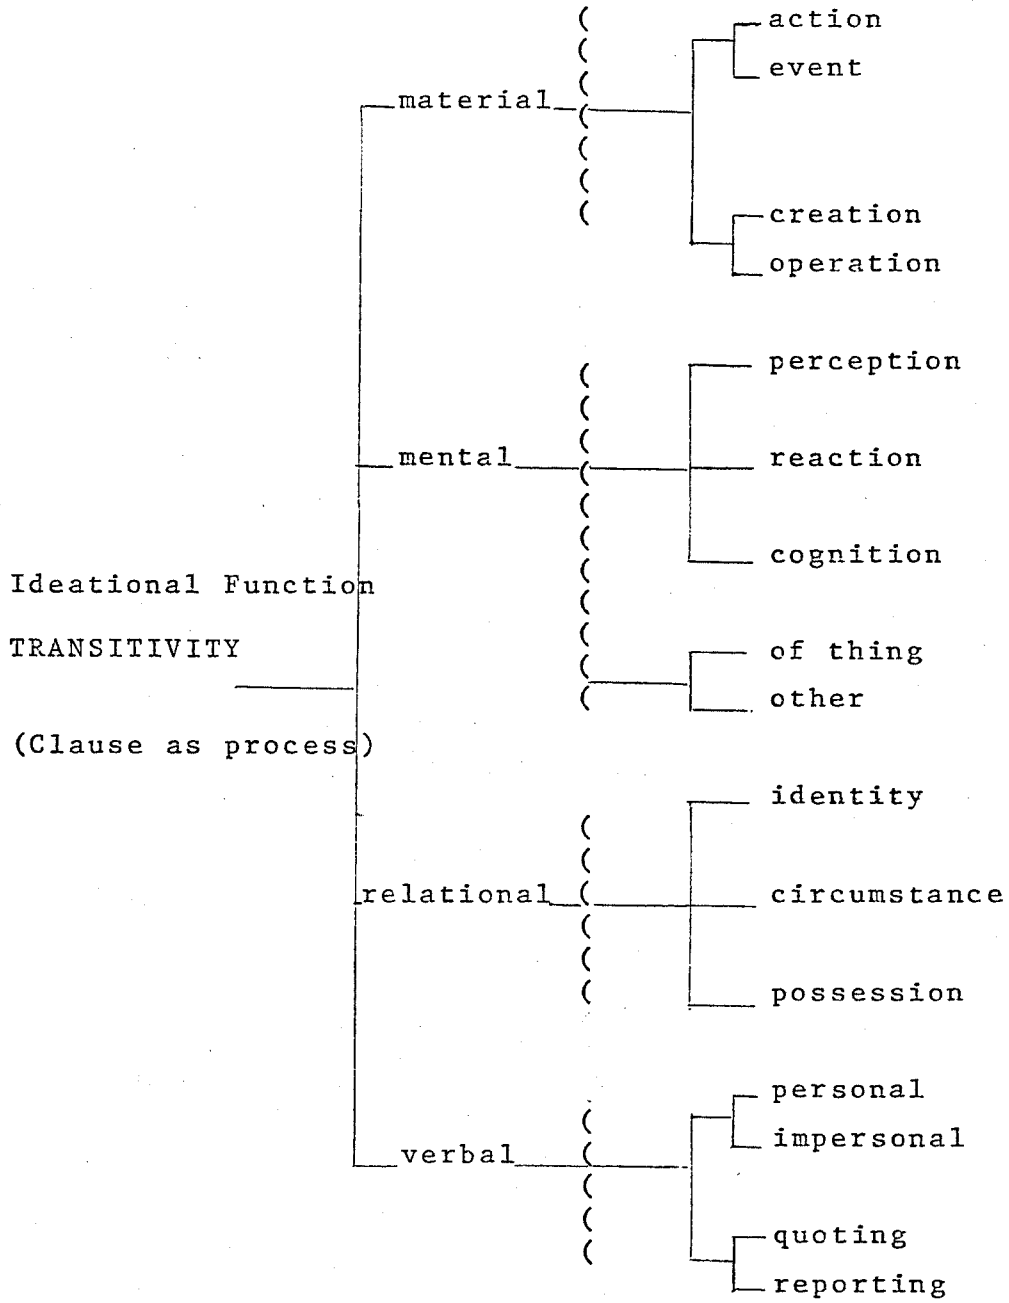 action
event
material
creation
operation
perception
mental
reaction
cognition
Ideational Function
TRANSITIVITY
of thing
other
(Clause as process)
identity
relational
circumstance
possession
personal
impersonal
verbal
quoting
reporting